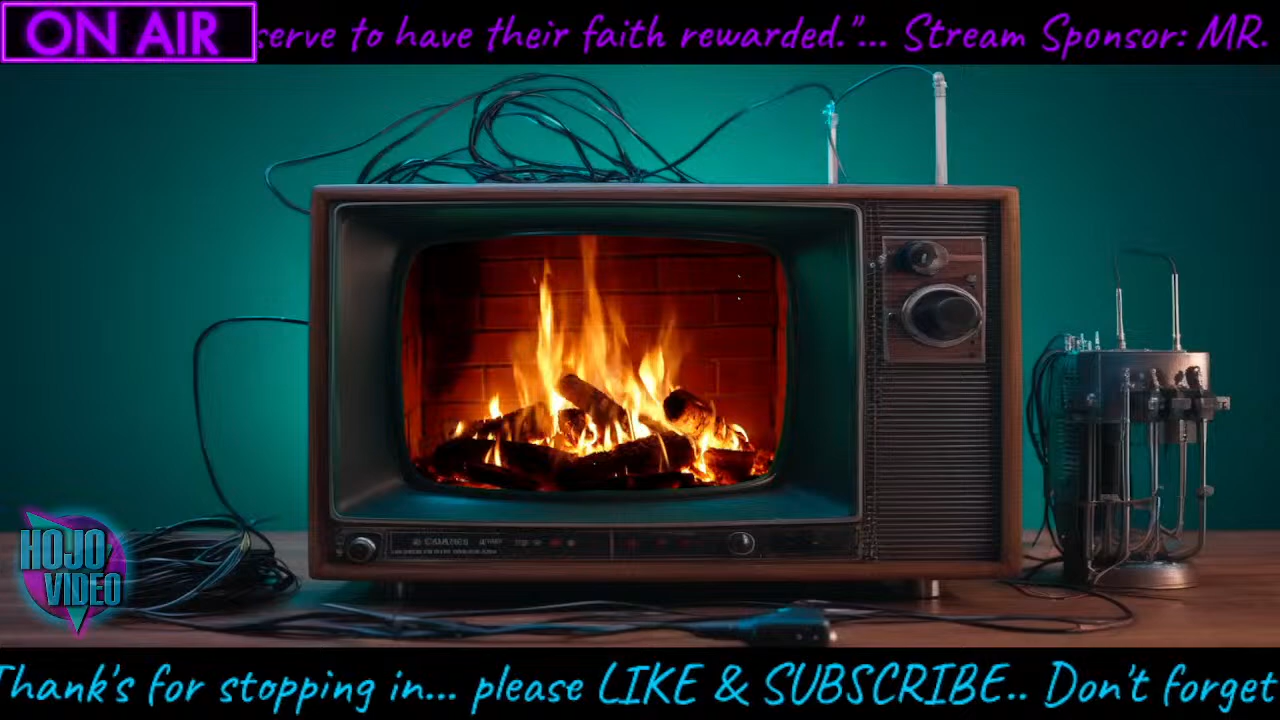 ON AIR
serve to have their faith rewarded."... Stream Sponsor: MR.
HOJO
VIDEO
Thank's for stopping in... please LIKE & SUBSCRIBE.. Don't forget